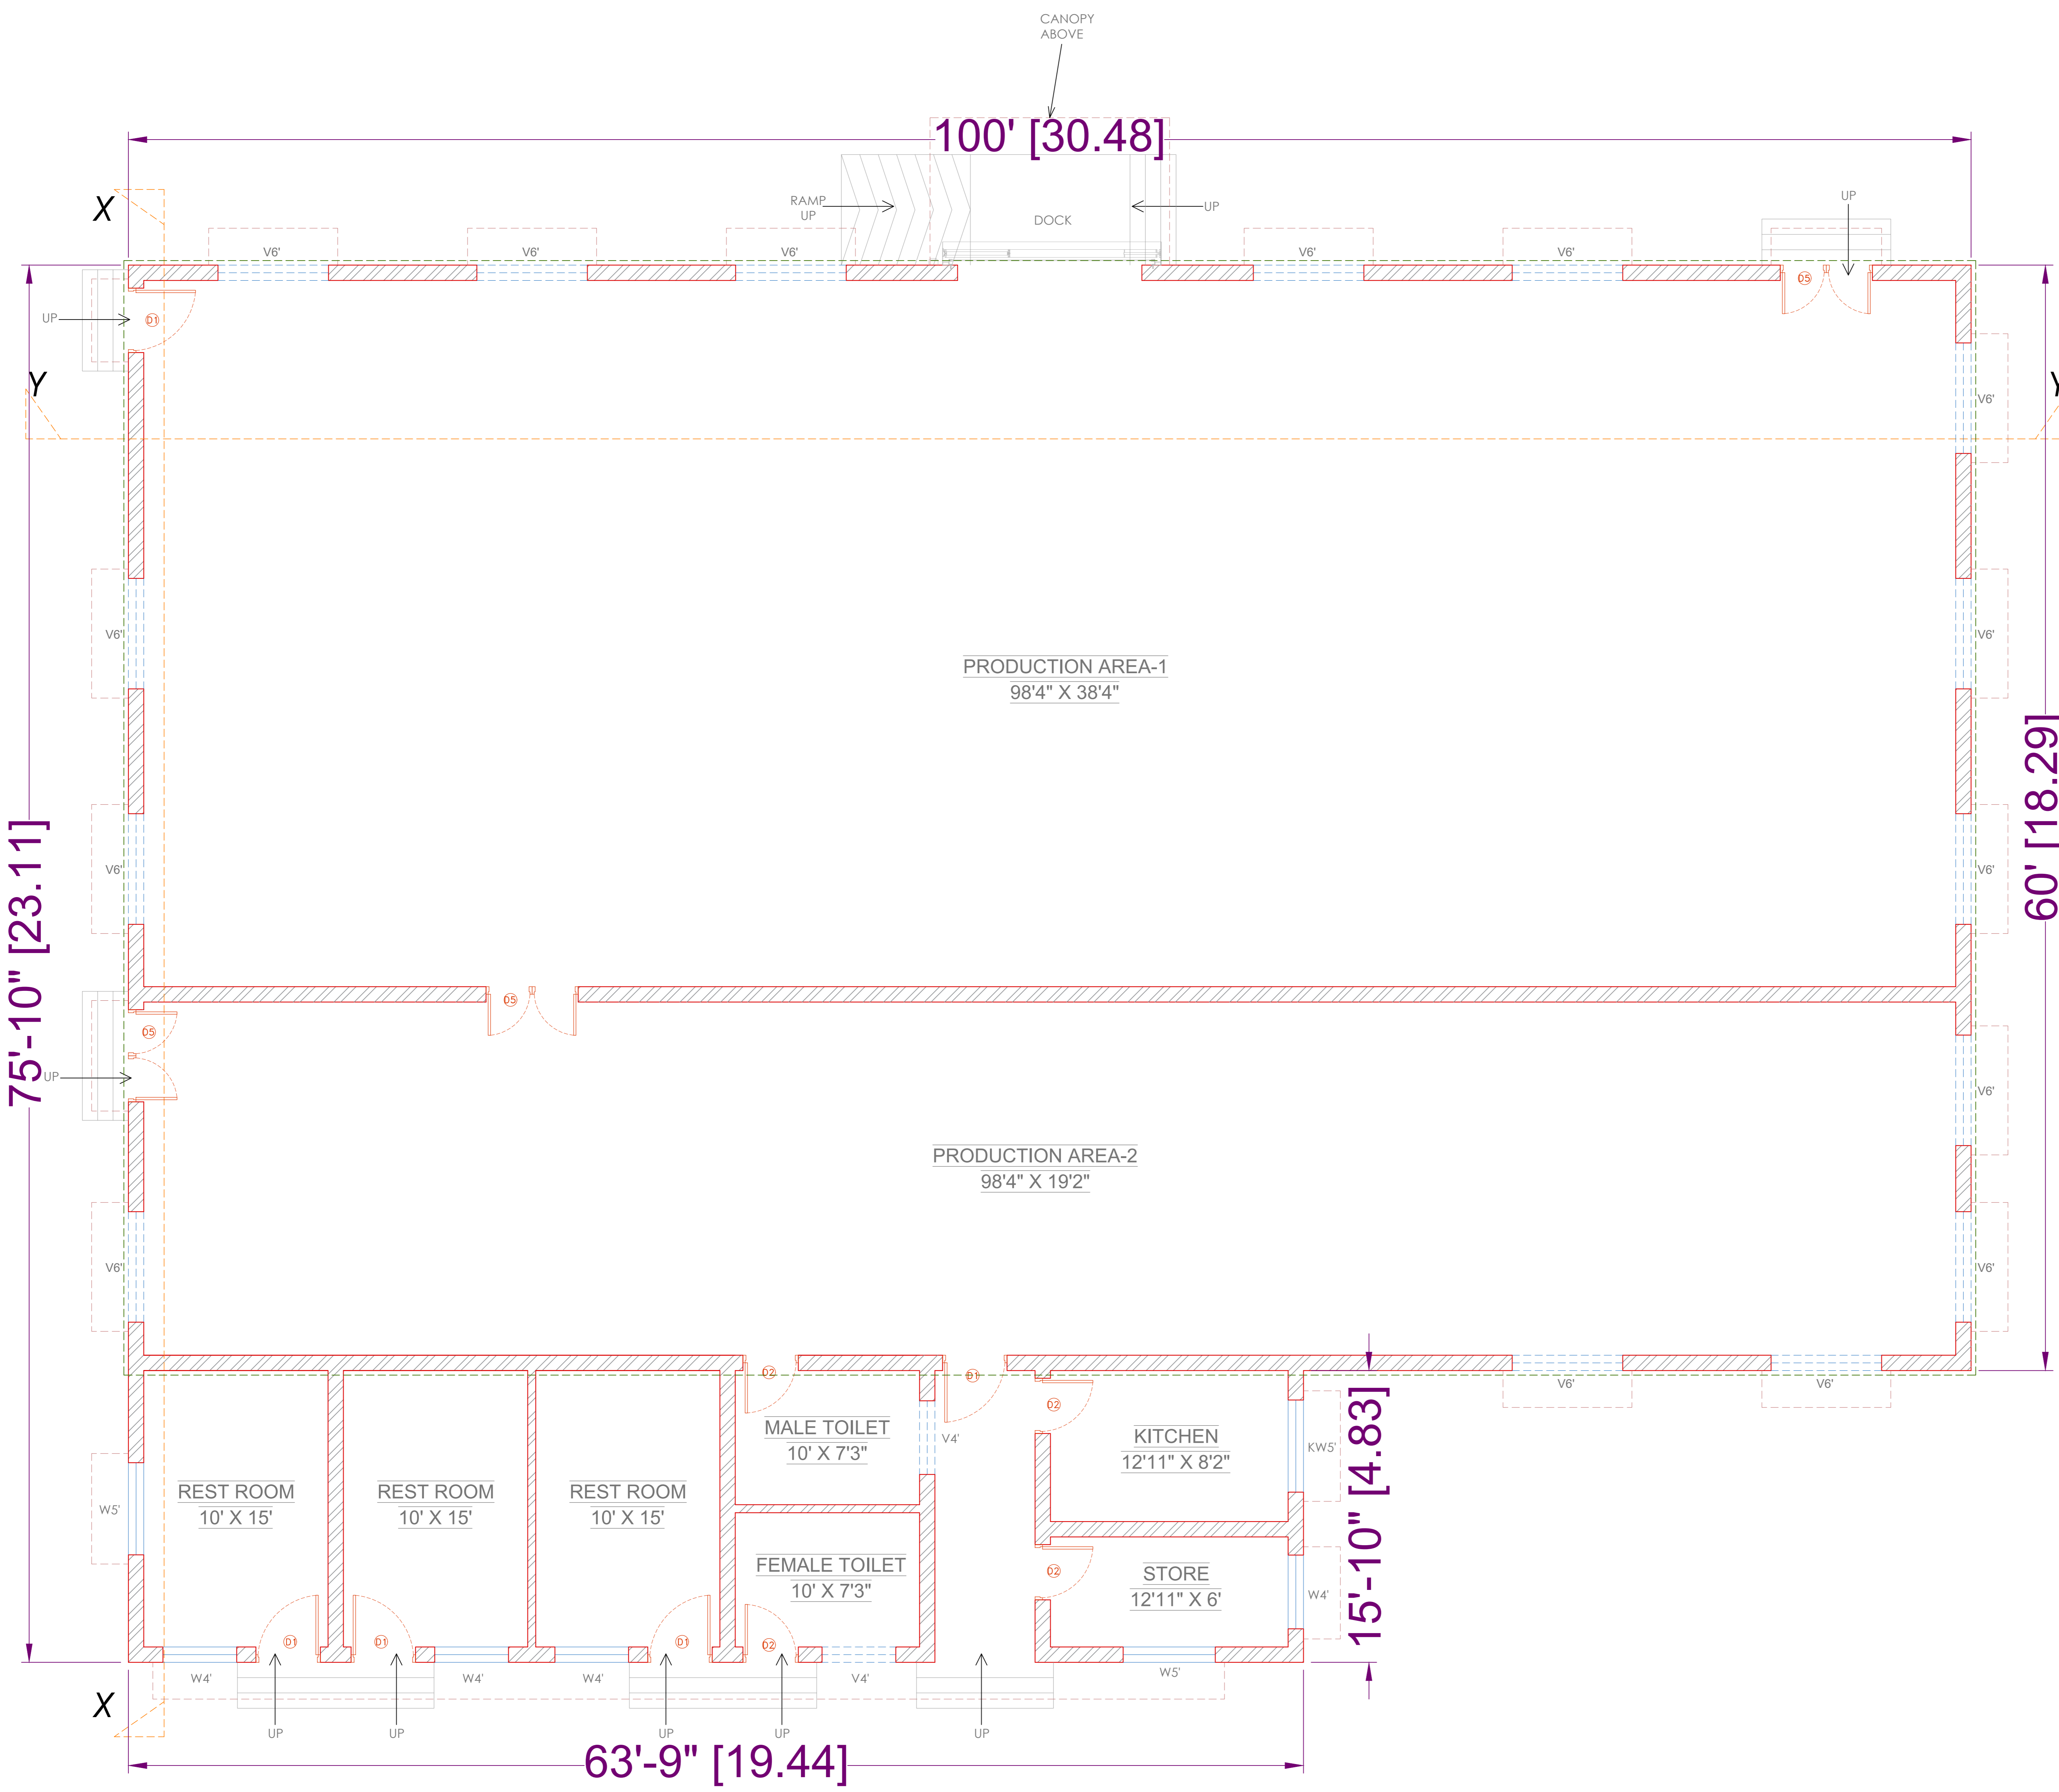 CANOPY
ABOVE
100' [30.48]
X
RAMP
UP
DOCK
UP
UP
V6'
V6'
V6'
V6'
V6'
D5
UP
D1
Y
Y
V6'
V6'
V6'
PRODUCTION AREA-1
98'4" X 38'4"
60' [18.29]
V6'
V6'
75'-10" [23.11]
D5
D5
UP
V6'
PRODUCTION AREA-2
98'4" X 19'2"
V6'
V6'
D2
D1
V6'
V6'
D2
MALE TOILET
10' X 7'3"
V4'
KITCHEN
12'11" X 8'2"
KW5'
15'-10" [4.83]
REST ROOM
10' X 15'
REST ROOM
10' X 15'
REST ROOM
10' X 15'
W5'
FEMALE TOILET
10' X 7'3"
D2
STORE
12'11" X 6'
W4'
D1
D1
D1
D2
W4'
W4'
W4'
V4'
W5'
X
UP
UP
UP
UP
UP
63'-9" [19.44]